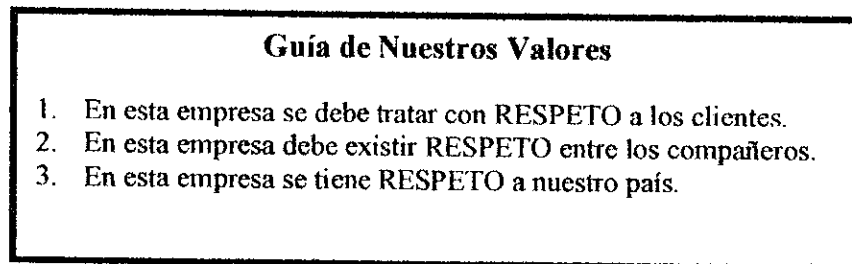 Guía de Nuestros Valores
1. En esta empresa se debe tratar con RESPETO a los clientes.
2. En esta empresa debe existir RESPETO entre los compañeros.
3. En esta empresa se tiene RESPETO a nuestro país.